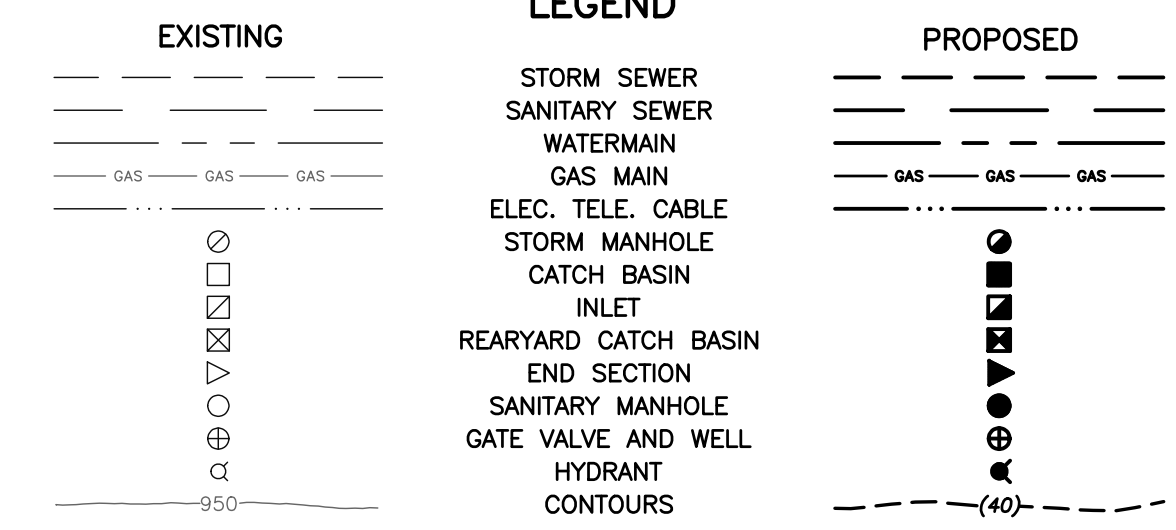 LEGEND
EXISTING PROPOSED
STORM SEWER
SANITARY SEWER
WATERMAIN
GAS GAS GAS GAS MAIN GAS GAS GAS
ELEC. TELE. CABLE
STORM MANHOLE
CATCH BASIN
INLET
REARYARD CATCH BASIN
END SECTION
SANITARY MANHOLE
GATE VALVE AND WELL
HYDRANT
950 CONTOURS (40)